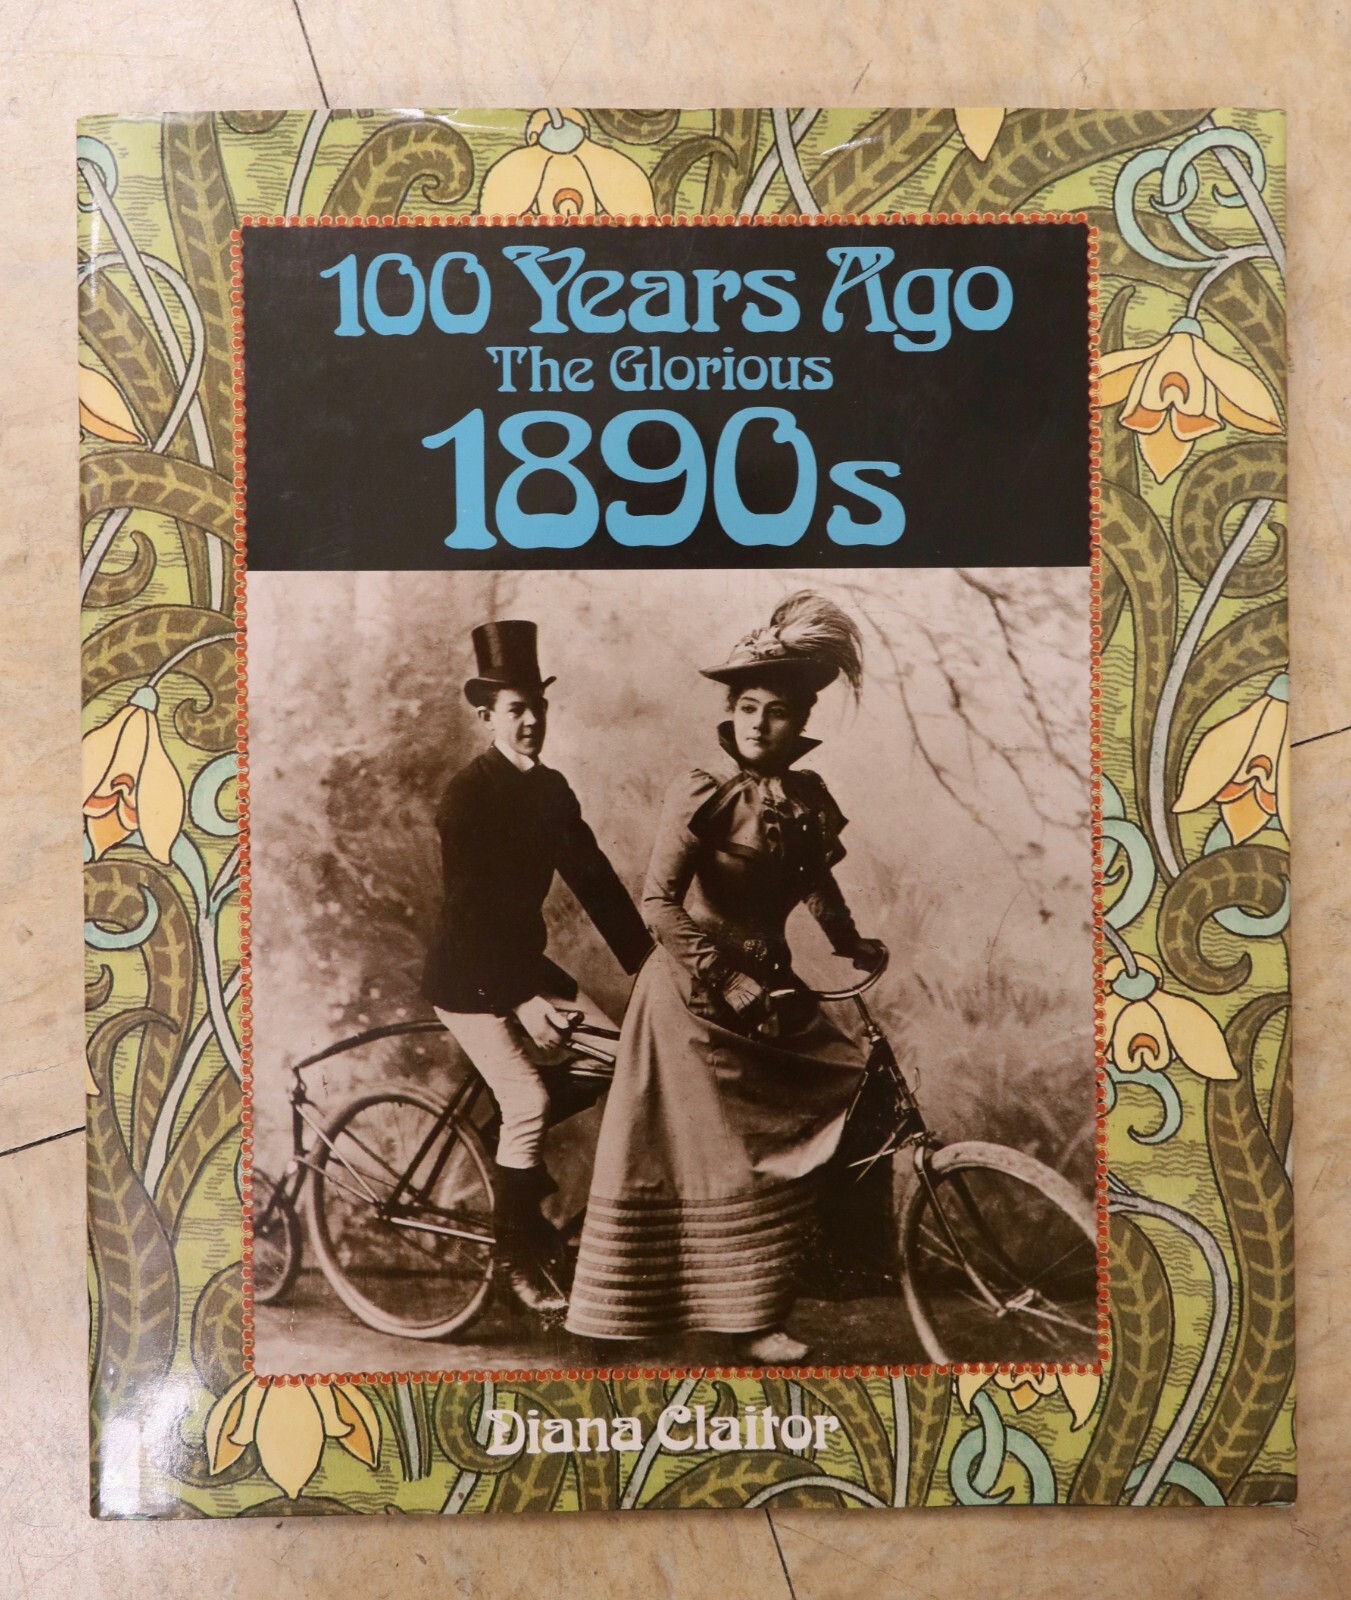 100 Years Ago
The Glorious
1890s
Diana Claitor